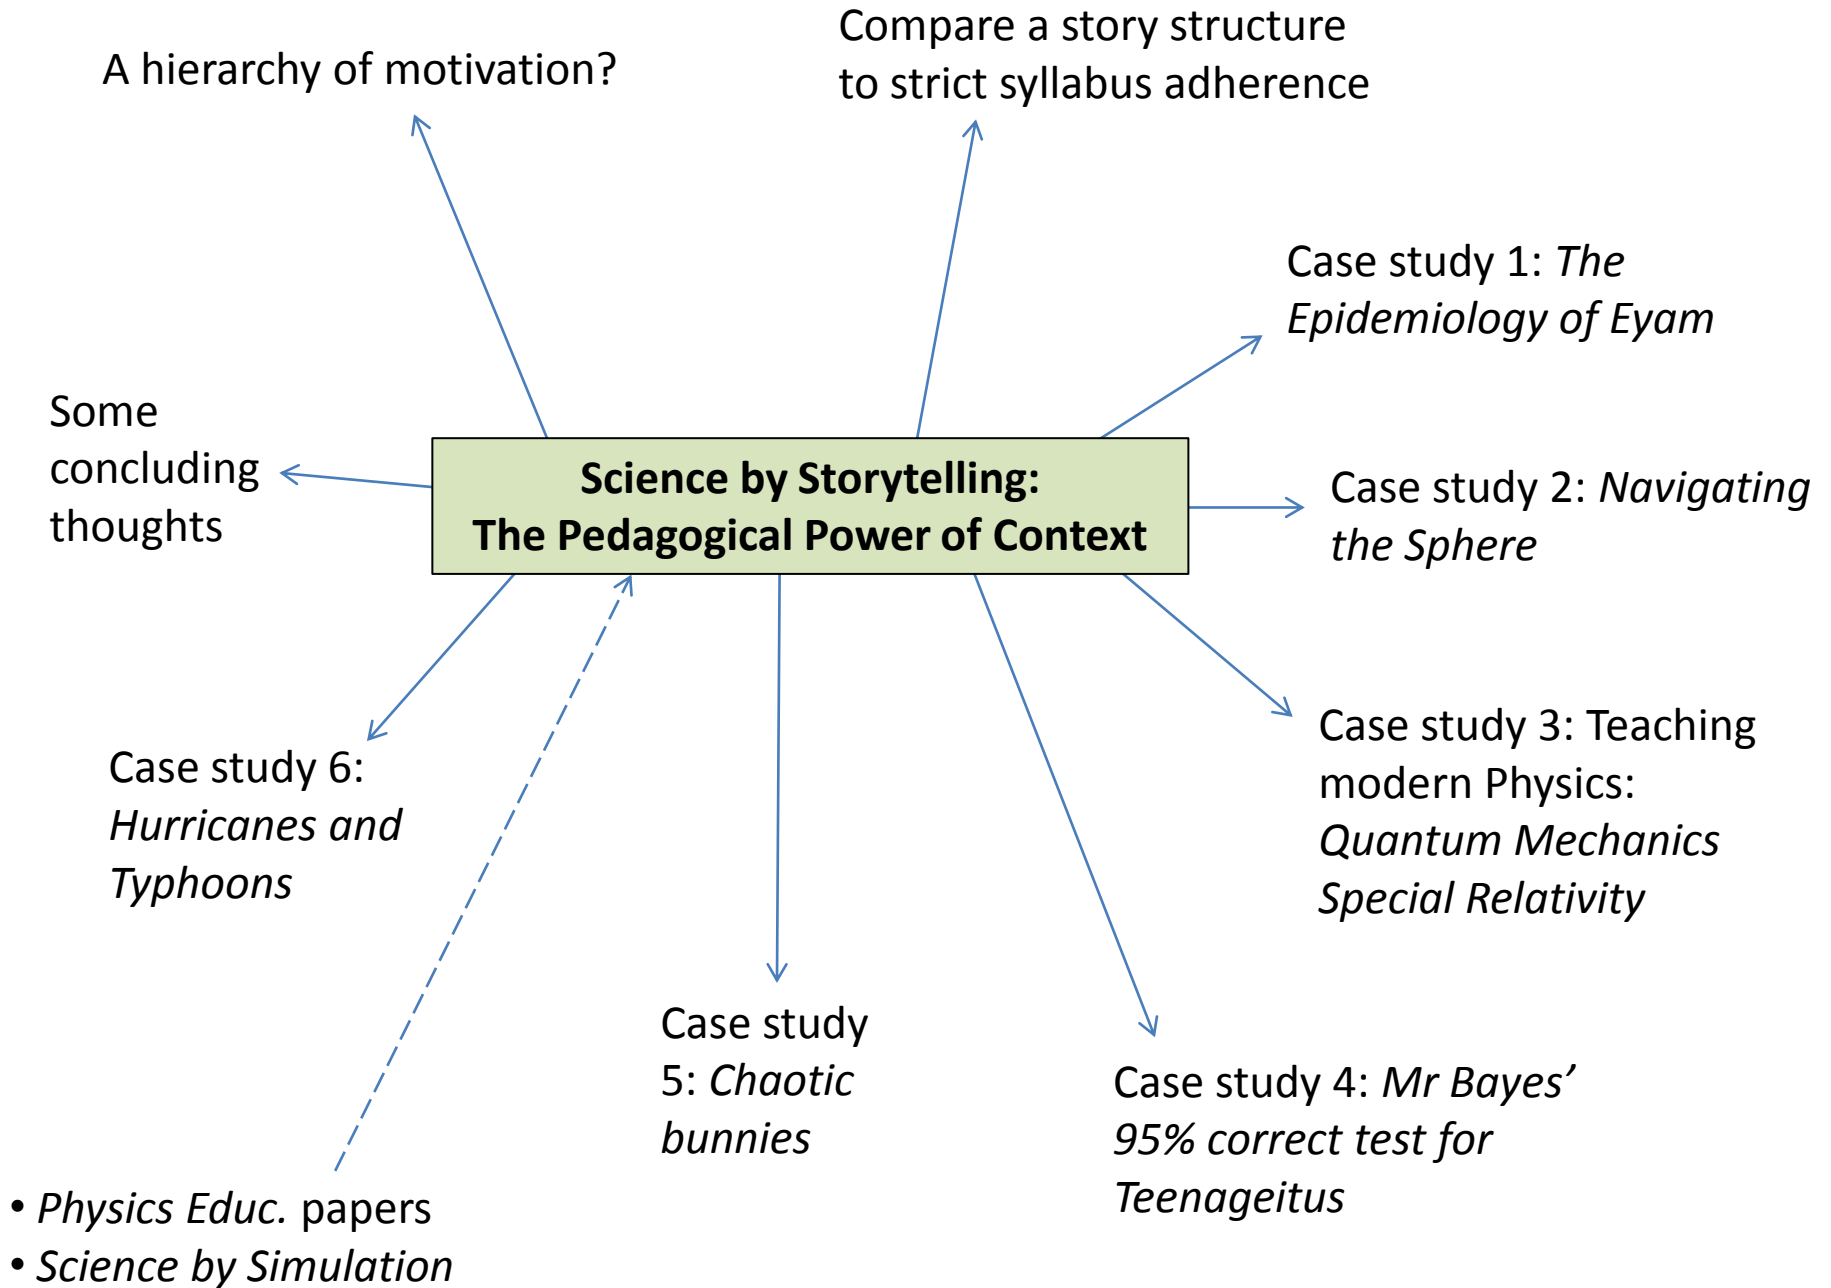 A hierarchy of motivation?
Compare a story structure
to strict syllabus adherence
Case study 1: The
Epidemiology of Eyam
Some
concluding
thoughts
Science by Storytelling:
The Pedagogical Power of Context
Case study 2: Navigating
the Sphere
Case study 3: Teaching
modern Physics:
Quantum Mechanics
Special Relativity
Case study 6:
Hurricanes and
Typhoons
Case study
5: Chaotic
bunnies
Case study 4: Mr Bayes’
95% correct test for
Teenageitus
• Physics Educ. papers
• Science by Simulation